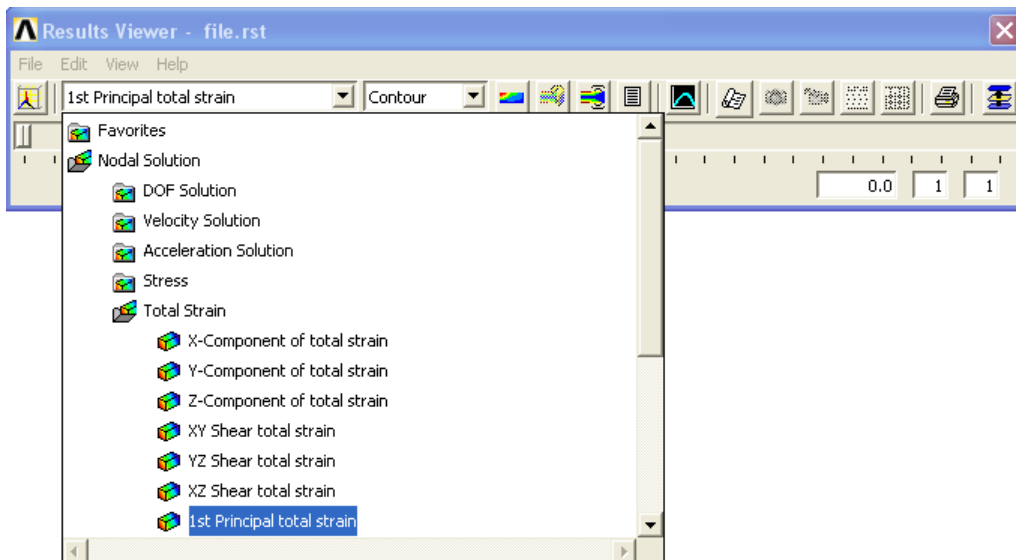 Results Viewer - file.rst
File Edit View Help
1st Principal total strain Contour
Favorites
Nodal Solution
0.0 1 1
DOF Solution
Velocity Solution
Acceleration Solution
Stress
Total Strain
X-Component of total strain
Y-Component of total strain
Z-Component of total strain
XY Shear total strain
YZ Shear total strain
XZ Shear total strain
1st Principal total strain